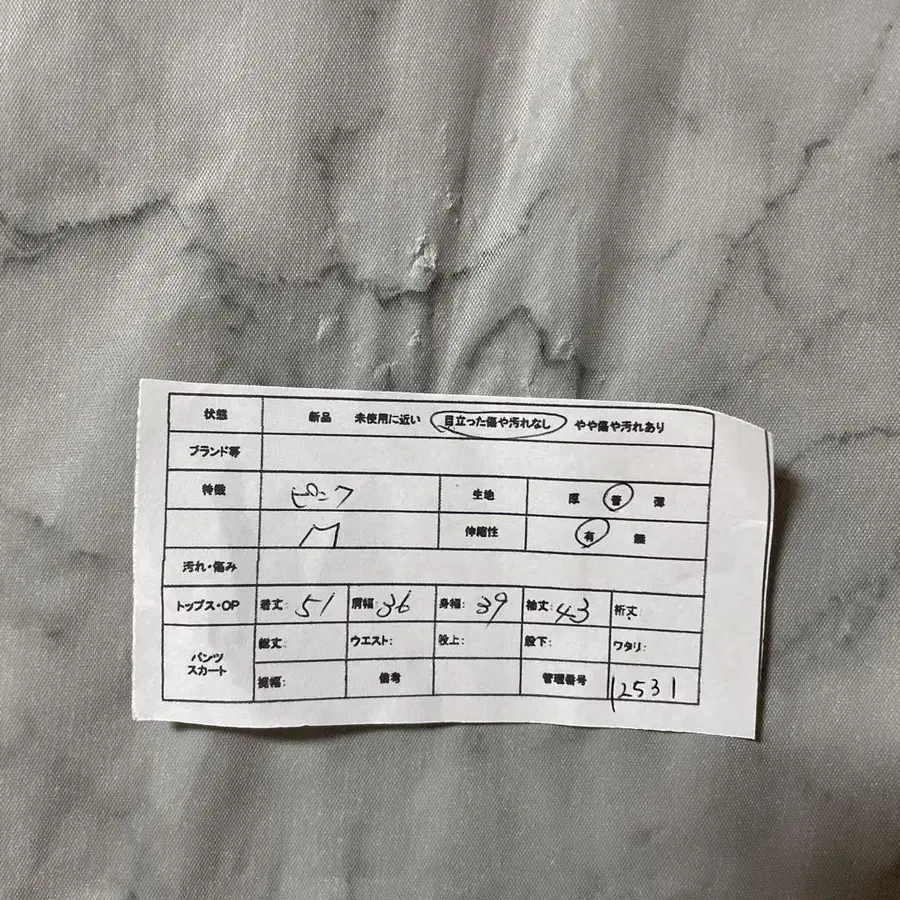 状態 新品 未使用に近い 目立った傷や汚れなし やや傷や汚れあり
ブランド等
特徴 ピンク 生地 厚 普 薄
M 伸縮性 有 無
汚れ・傷み
トップス・OP 着丈: 51 肩幅: 36 身幅: 39 袖丈: 43 裄丈:
パンツ スカート 総丈: ウエスト: 股上: 股下: ワタリ:
裾幅: 備考 管理番号 12531